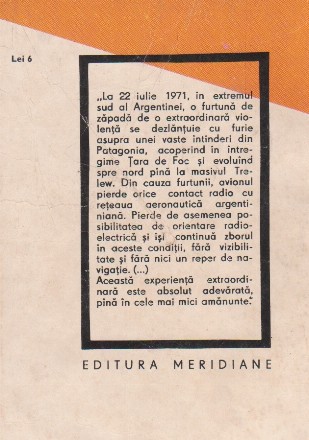 Lei 6
„La 22 iulie 1971, în extremul
sud al Argentinei, o furtună de
zăpadă de o extraordinară vio-
lență se dezlănțuie cu furie
asupra unei vaste întinderi din
Patagonia, acoperind în între-
gime Țara de Foc și evoluînd
spre nord pînă la masivul Tre-
lew. Din cauza furtunii, avionul
pierde orice contact radio cu
rețeaua aeronautică argenti-
niană. Pierde de asemenea po-
sibilitatea de orientare radio-
electrică și își continuă zborul
în aceste condiții, fără vizibili-
tate și fără nici un reper de na-
vigație. (...)
Această experiență extraordi-
nară este absolut adevărată,
pînă în cele mai mici amănunte.”
EDITURA MERIDIANE